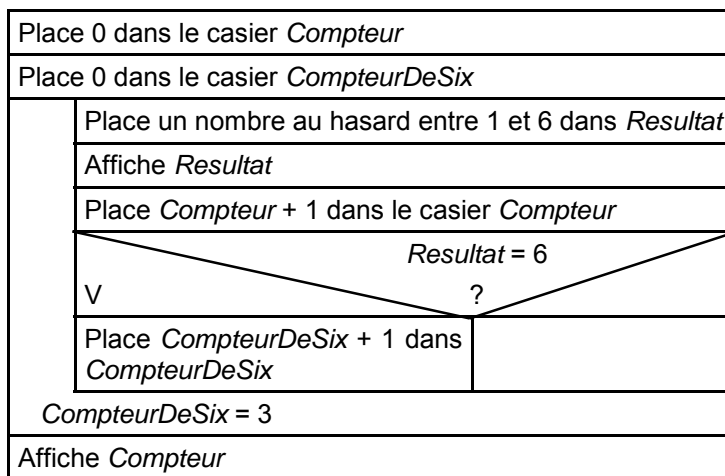 Place 0 dans le casier Compteur
Place 0 dans le casier CompteurDeSix
Place un nombre au hasard entre 1 et 6 dans Resultat
Affiche Resultat
Place Compteur + 1 dans le casier Compteur
Resultat = 6
V ?
Place CompteurDeSix + 1 dans
CompteurDeSix
CompteurDeSix = 3
Affiche Compteur